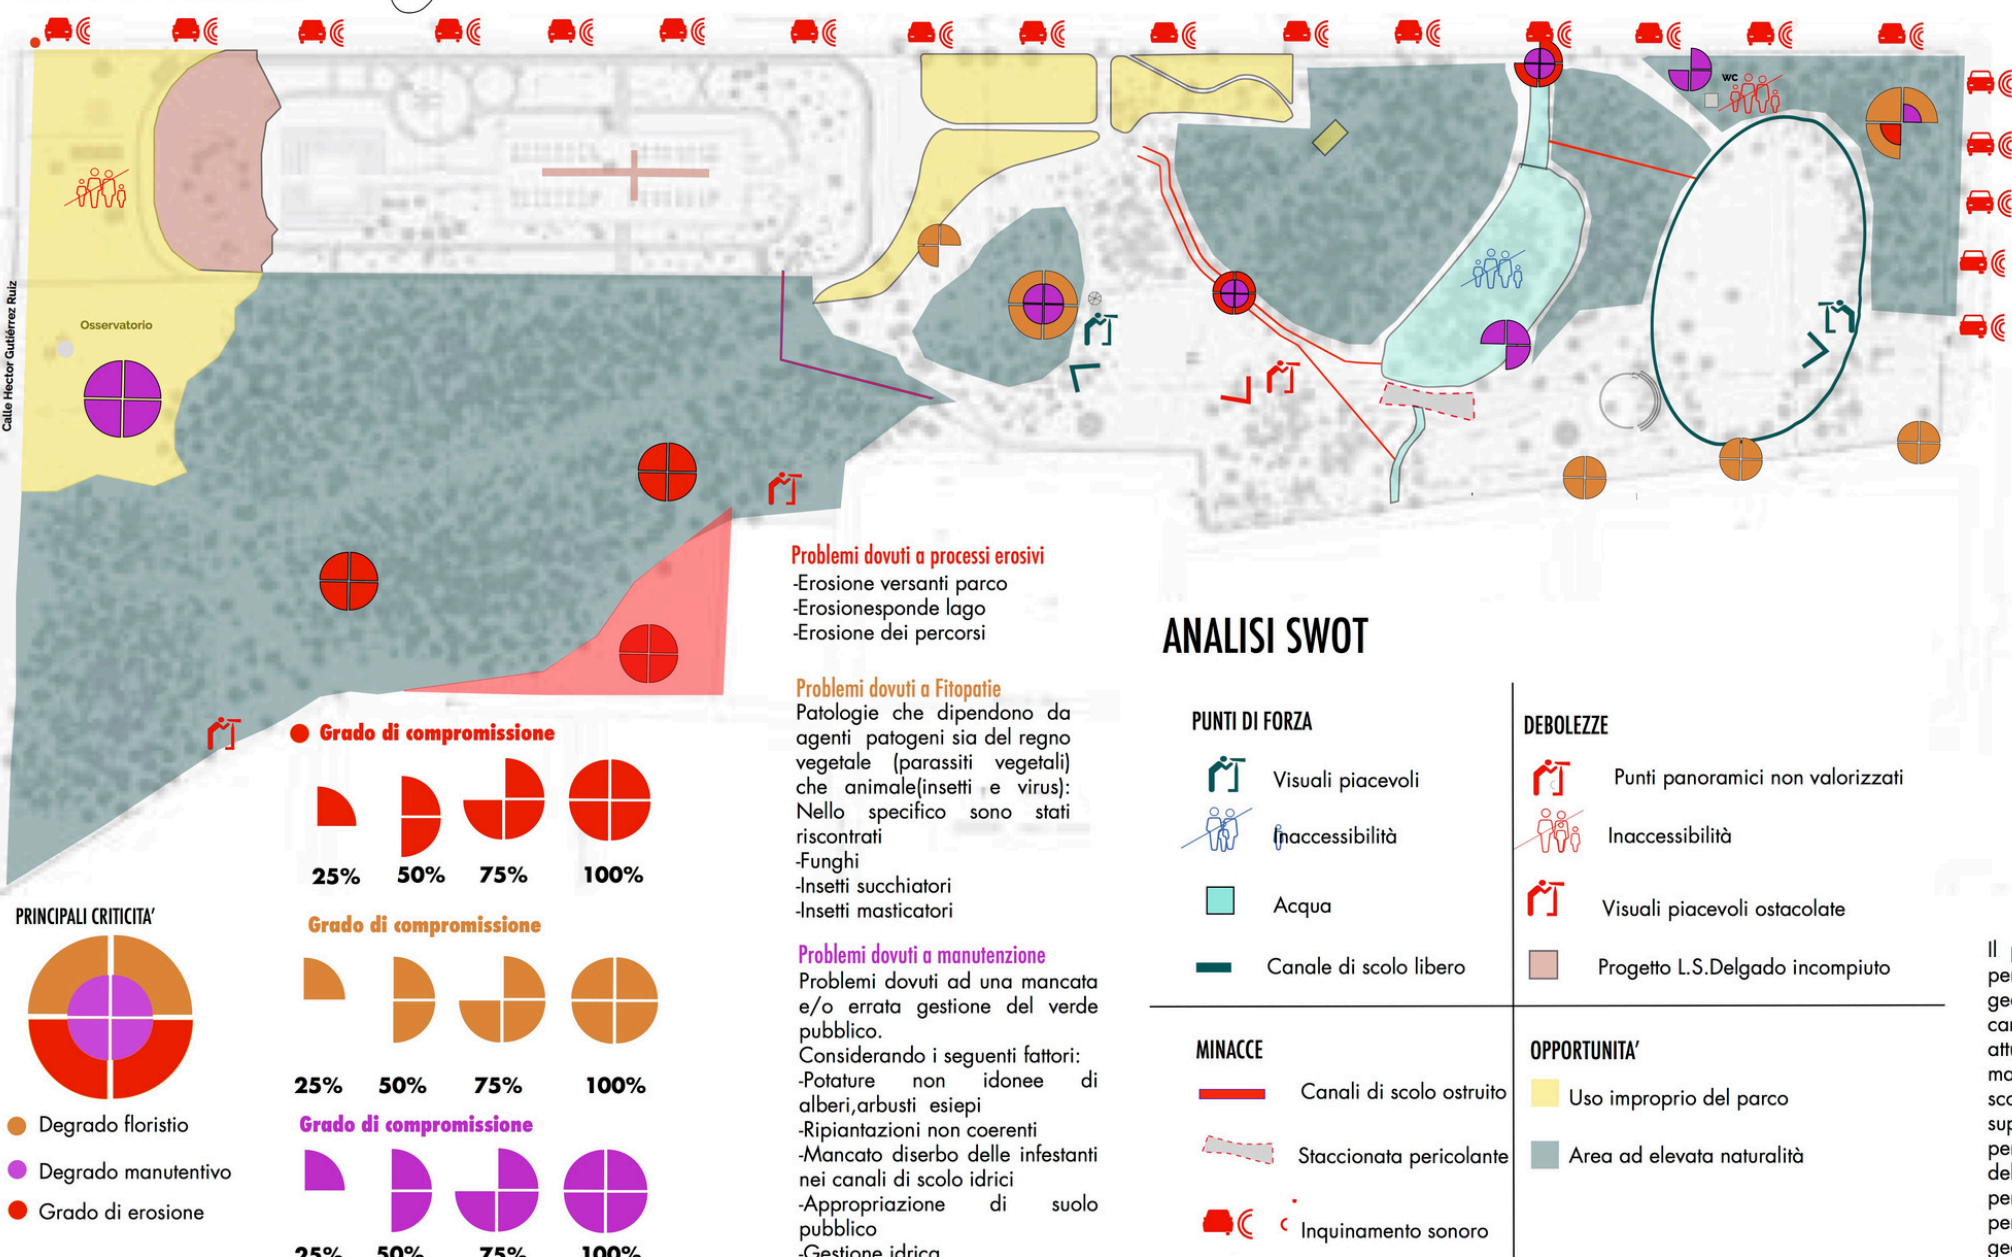 WC
Osservatorio
Calle Hector Gutiérrez Ruiz
Grado di compromissione
25%
50%
75%
100%
PRINCIPALI CRITICITA'
Grado di compromissione
25%
50%
75%
100%
Degrado floristio
Degrado manutentivo
Grado di erosione
Grado di compromissione
25%
50%
75%
100%
Problemi dovuti a processi erosivi
-Erosione versanti parco
-Erosionesponde lago
-Erosione dei percorsi
Problemi dovuti a Fitopatie
Patologie che dipendono da
agenti patogeni sia del regno
vegetale (parassiti vegetali)
che animale(insetti e virus):
Nello specifico sono stati
riscontrati
-Funghi
-Insetti succhiatori
-Insetti masticatori
Problemi dovuti a manutenzione
Problemi dovuti ad una mancata
e/o errata gestione del verde
pubblico.
Considerando i seguenti fattori:
-Potature non idonee di
alberi,arbusti esiepi
-Ripiantazioni non coerenti
-Mancato diserbo delle infestanti
nei canali di scolo idrici
-Appropriazione di suolo
pubblico
-Gestione idrica
ANALISI SWOT
PUNTI DI FORZA
Visuali piacevoli
Inaccessibilità
Acqua
Canale di scolo libero
DEBOLEZZE
Punti panoramici non valorizzati
Inaccessibilità
Visuali piacevoli ostacolate
Progetto L.S.Delgado incompiuto
MINACCE
Canali di scolo ostruito
Staccionata pericolante
Inquinamento sonoro
OPPORTUNITA'
Uso improprio del parco
Area ad elevata naturalità
Il